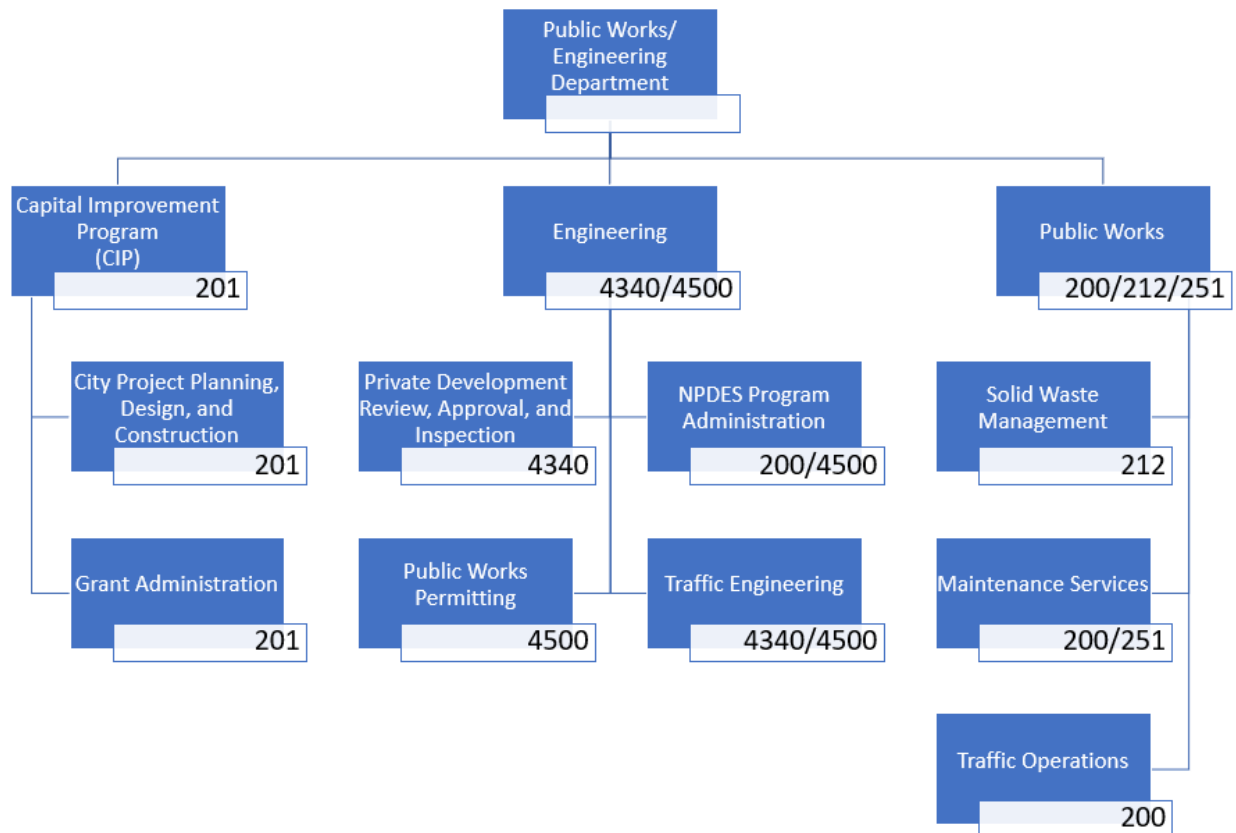 Public Works/
Engineering
Department
Capital Improvement
Program
(CIP)
201
Engineering
4340/4500
Public Works
200/212/251
City Project Planning,
Design, and
Construction
201
Private Development
Review, Approval, and
Inspection
4340
NPDES Program
Administration
200/4500
Solid Waste
Management
212
Grant Administration
201
Public Works
Permitting
4500
Traffic Engineering
4340/4500
Maintenance Services
200/251
Traffic Operations
200